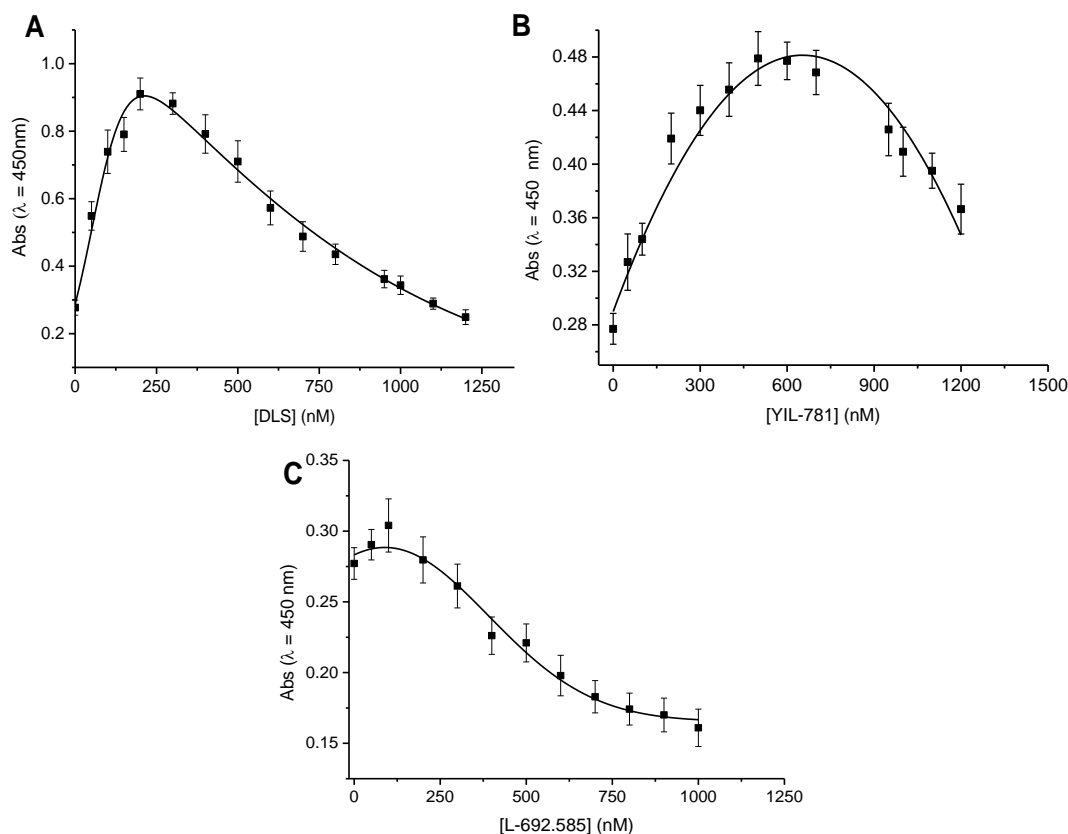 A
Abs (λ = 450nm)
1.0
0.8
0.6
0.4
0.2
0 250 500 750 1000 1250
[DLS] (nM)
B
Abs (λ = 450 nm)
0.48
0.44
0.40
0.36
0.32
0.28
0 300 600 900 1200 1500
[YIL-781] (nM)
C
Abs (λ = 450 nm)
0.35
0.30
0.25
0.20
0.15
0 250 500 750 1000 1250
[L-692.585] (nM)